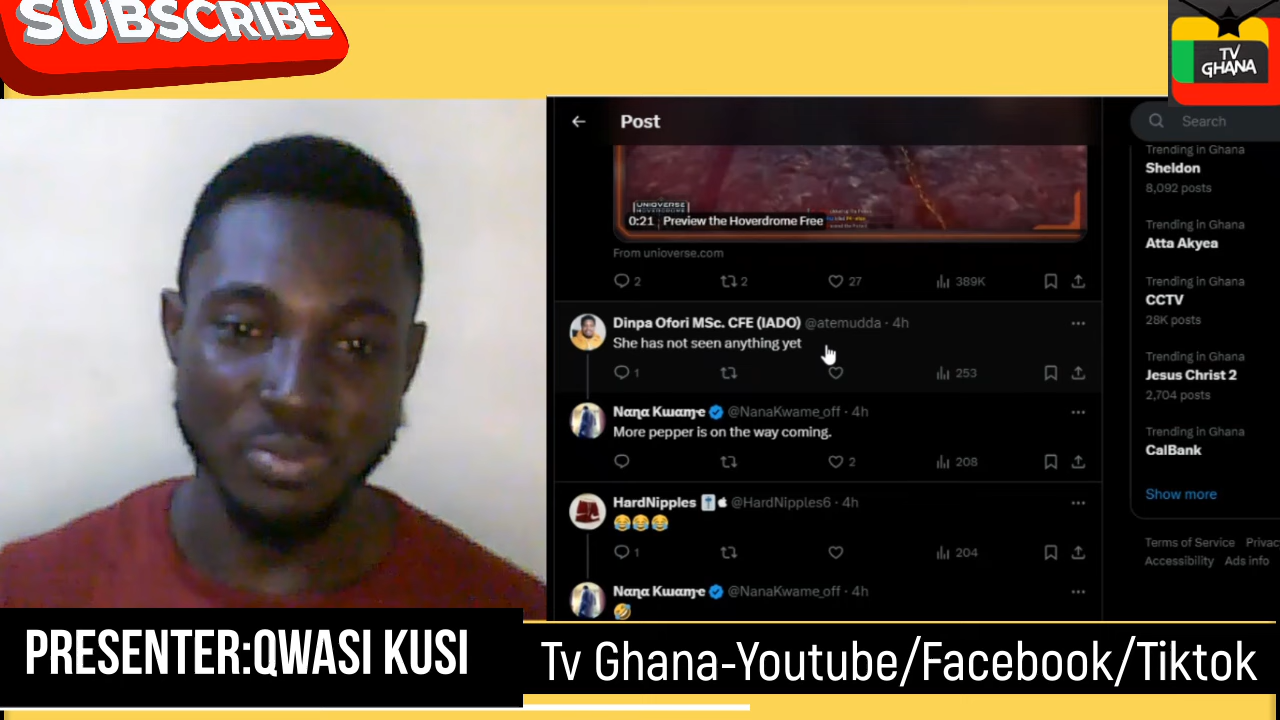 SUBSCRIBE
TV
GHANA
Post
Search
UNIOVERSE
0:21 Preview the Hoverdrome Free
From unioverse.com
2 2 27 389K
Dinpa Ofori MSc. CFE (IADO) @atemudda · 4h
She has not seen anything yet
1 253
Nana Kwame @NanaKwame_off · 4h
More pepper is on the way coming.
2 208
HardNipples @HardNipples6 · 4h
😂😂😂
1 204
Nana Kwame @NanaKwame_off · 4h
🤣
Trending in Ghana
Sheldon
8,092 posts
Trending in Ghana
Atta Akyea
Trending in Ghana
CCTV
28K posts
Trending in Ghana
Jesus Christ 2
2,704 posts
Trending in Ghana
CalBank
Show more
Terms of Service Privac
Accessibility Ads info
PRESENTER:QWASI KUSI
Tv Ghana-Youtube/Facebook/Tiktok